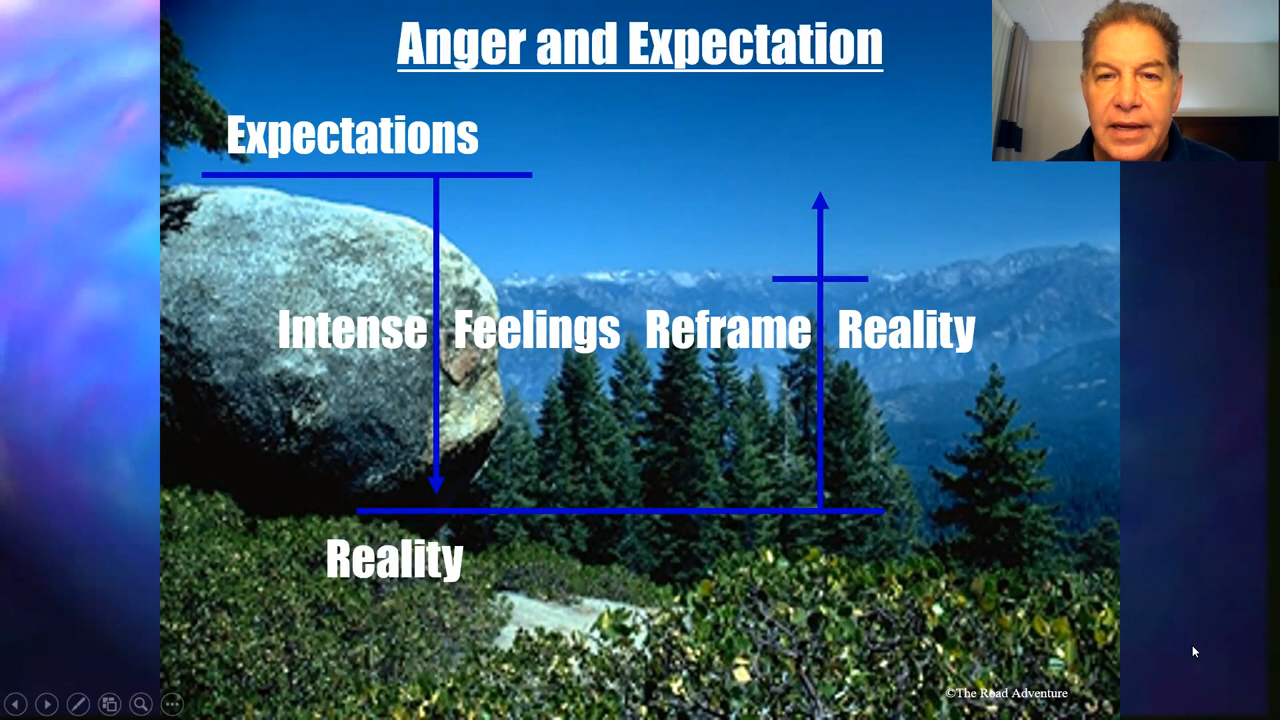 Anger and Expectation
Expectations
Intense Feelings Reframe Reality
Reality
©The Road Adventure